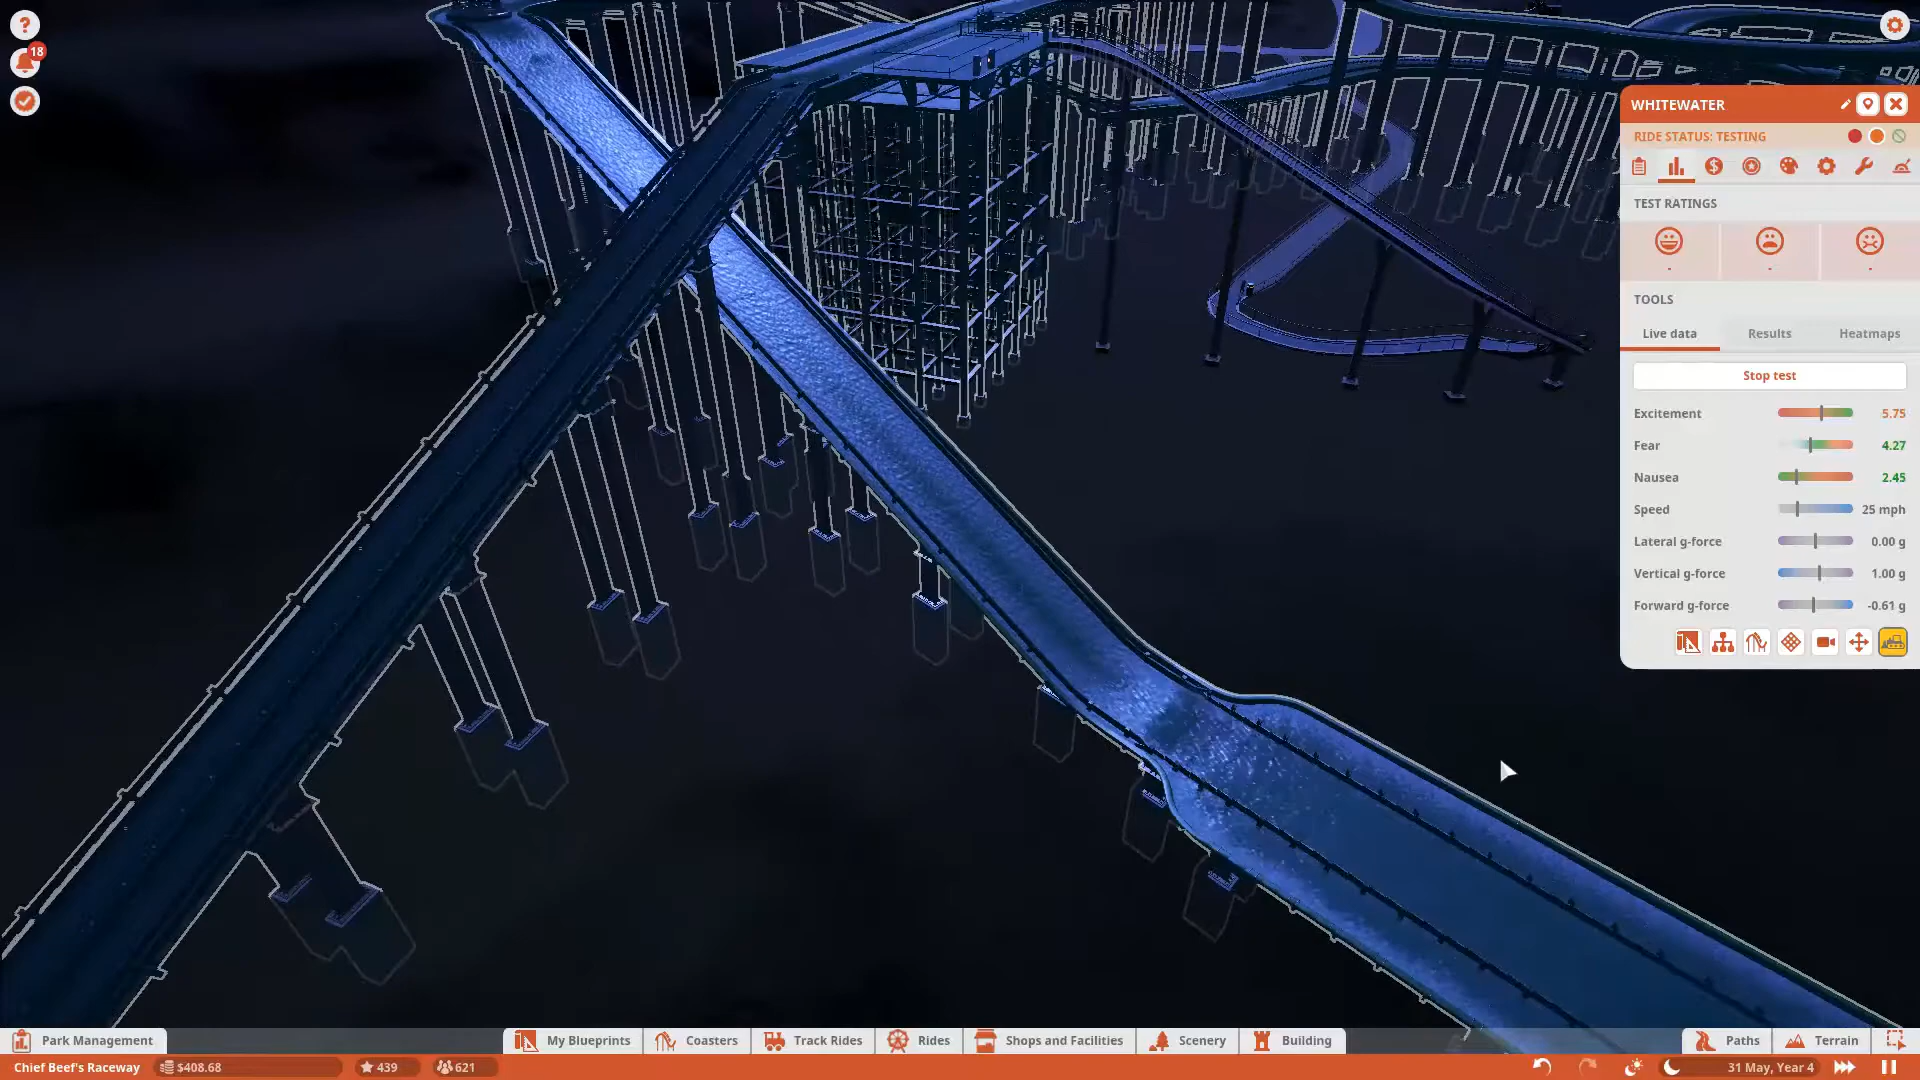 ?
18
WHITEWATER
RIDE STATUS: TESTING
TEST RATINGS
- - -
TOOLS
Live data Results Heatmaps
Stop test
Excitement 5.75
Fear 4.27
Nausea 2.45
Speed 25 mph
Lateral g-force 0.00 g
Vertical g-force 1.00 g
Forward g-force -0.61 g
Park Management My Blueprints Coasters Track Rides Rides Shops and Facilities Scenery Building Paths Terrain
Chief Beef's Raceway $408.68 439 621 31 May, Year 4